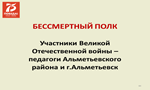 БЕССМЕРТНЫЙ ПОЛК
Участники Великой
Отечественной войны –
педагоги Альметьевского
района и г.Альметьевск